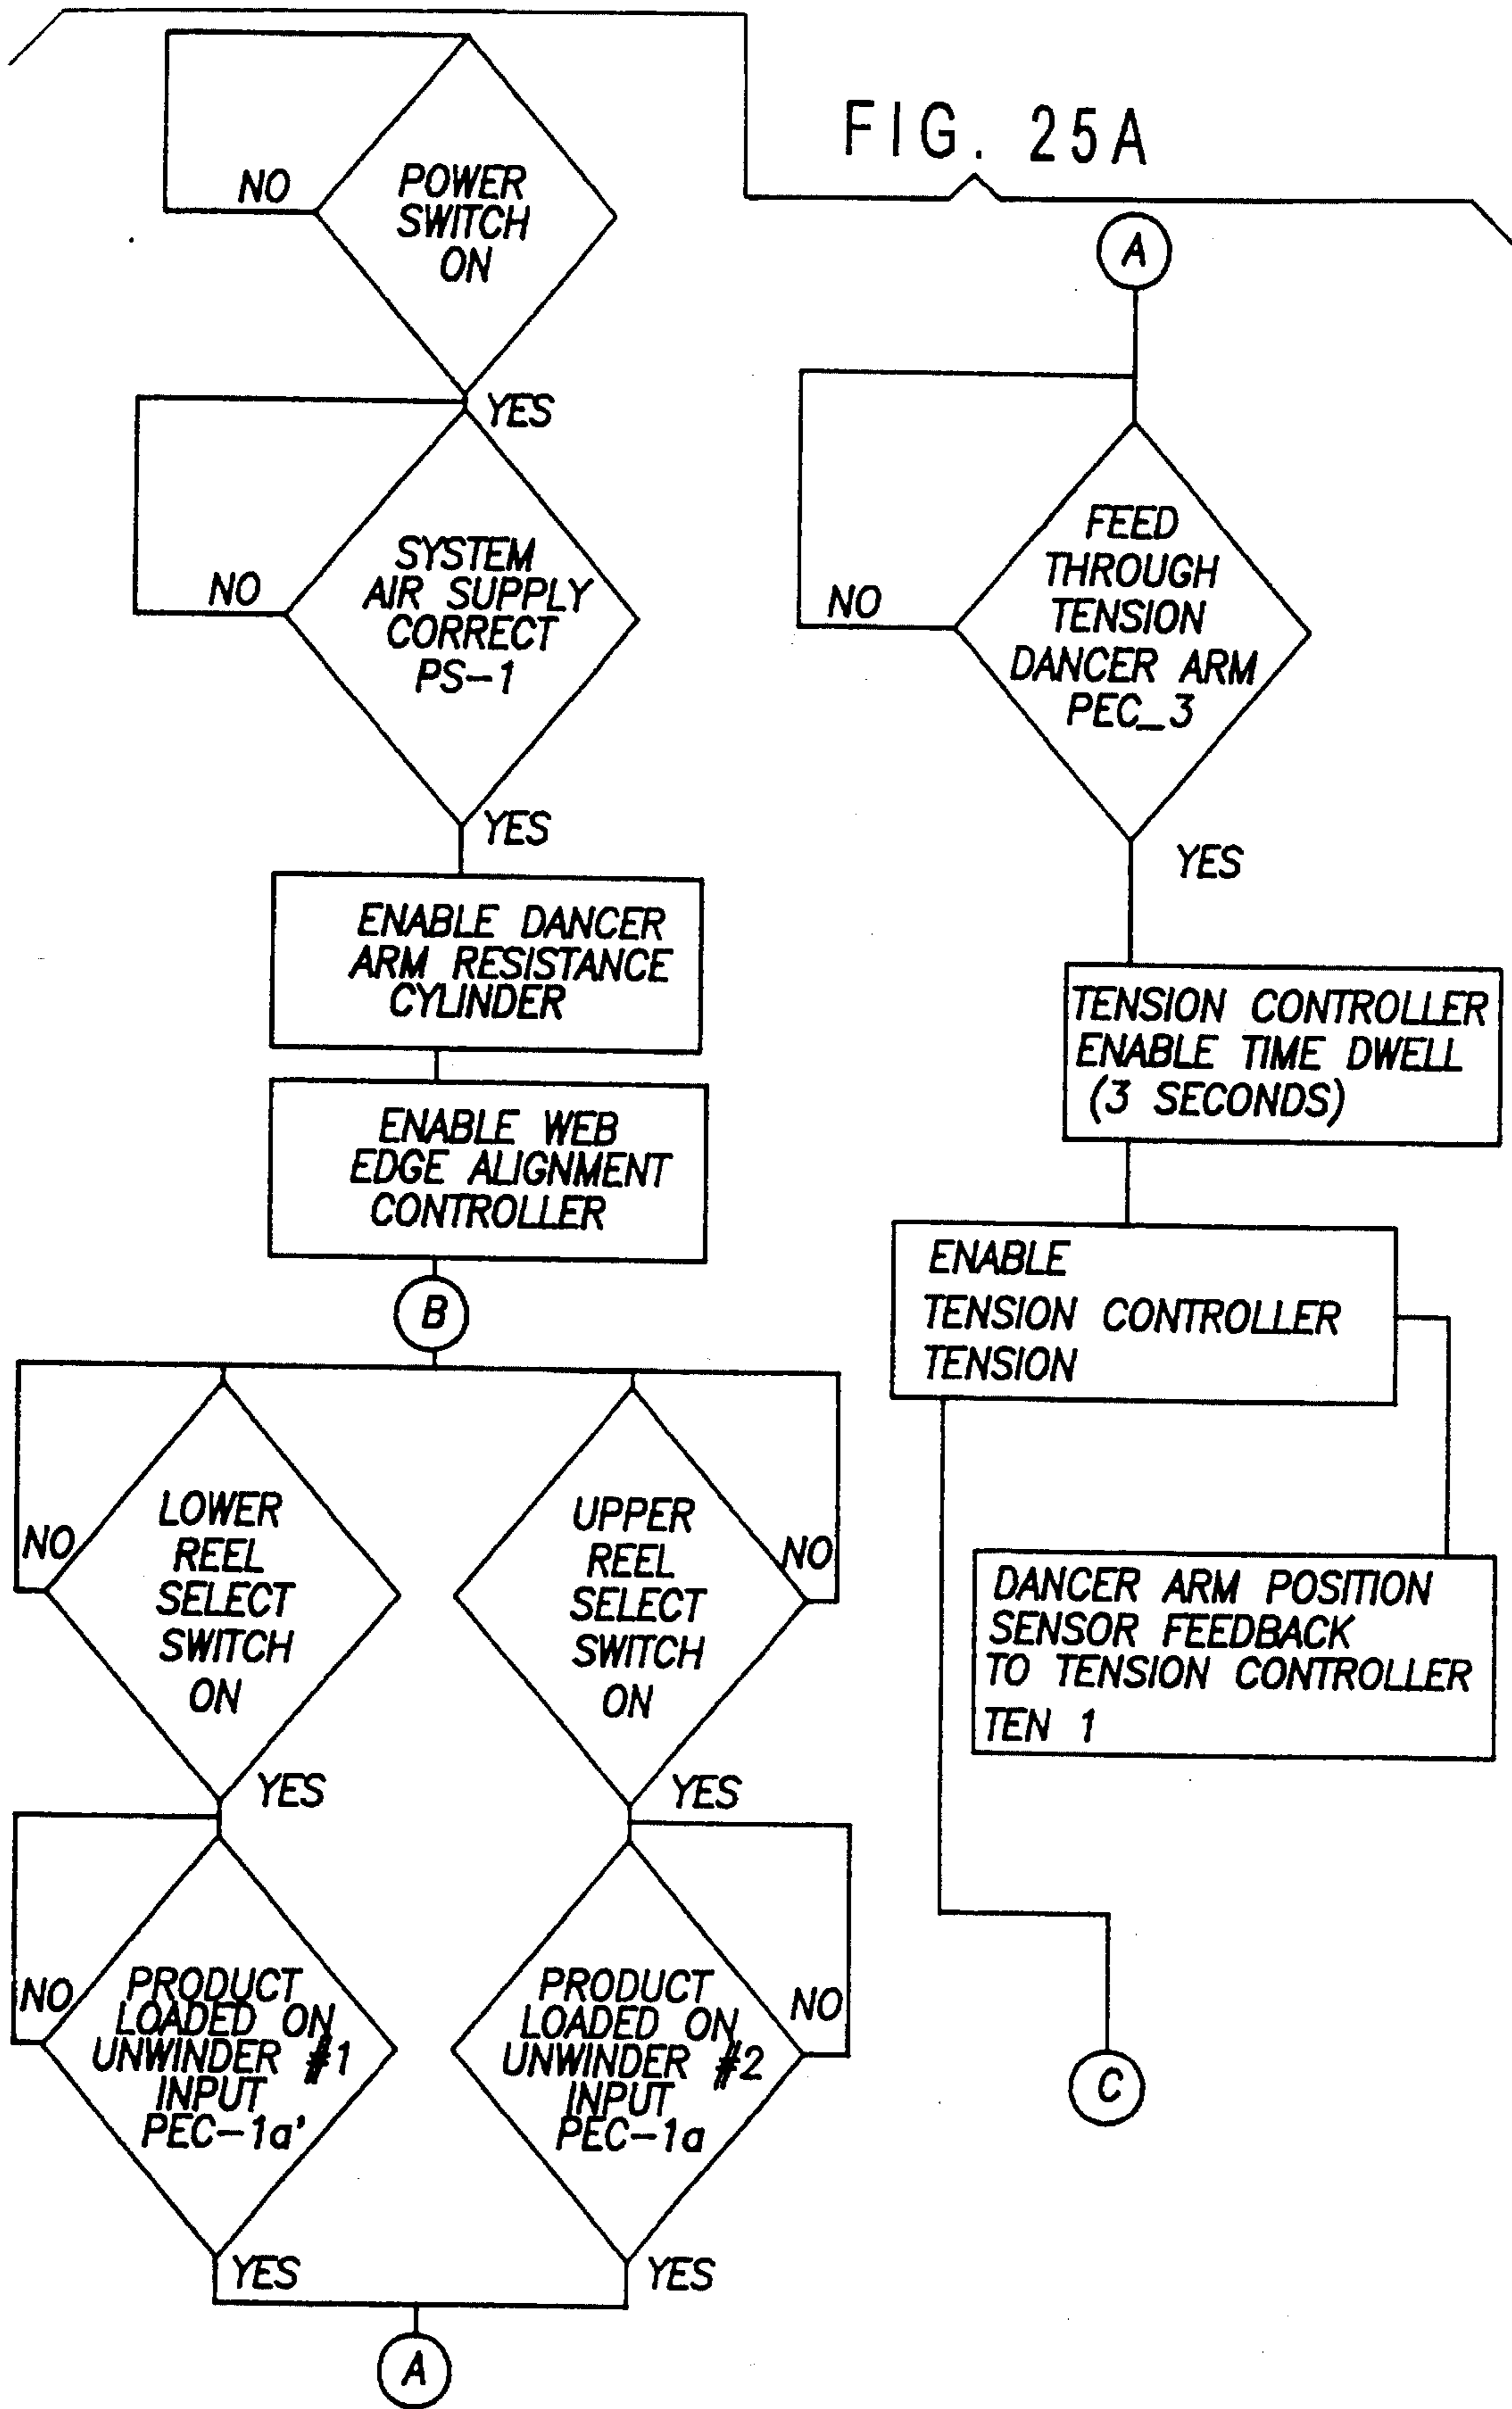 FIG. 25A
POWER
SWITCH
ON
NO
YES
SYSTEM
AIR SUPPLY
CORRECT
PS-1
NO
YES
ENABLE DANCER
ARM RESISTANCE
CYLINDER
ENABLE WEB
EDGE ALIGNMENT
CONTROLLER
B
LOWER
REEL
SELECT
SWITCH
ON
NO
YES
UPPER
REEL
SELECT
SWITCH
ON
NO
YES
PRODUCT
LOADED ON
UNWINDER #1
INPUT
PEC-1a'
NO
YES
PRODUCT
LOADED ON
UNWINDER #2
INPUT
PEC-1a
NO
YES
A
A
FEED
THROUGH
TENSION
DANCER ARM
PEC_3
NO
YES
TENSION CONTROLLER
ENABLE TIME DWELL
(3 SECONDS)
ENABLE
TENSION CONTROLLER
TENSION
DANCER ARM POSITION
SENSOR FEEDBACK
TO TENSION CONTROLLER
TEN 1
C